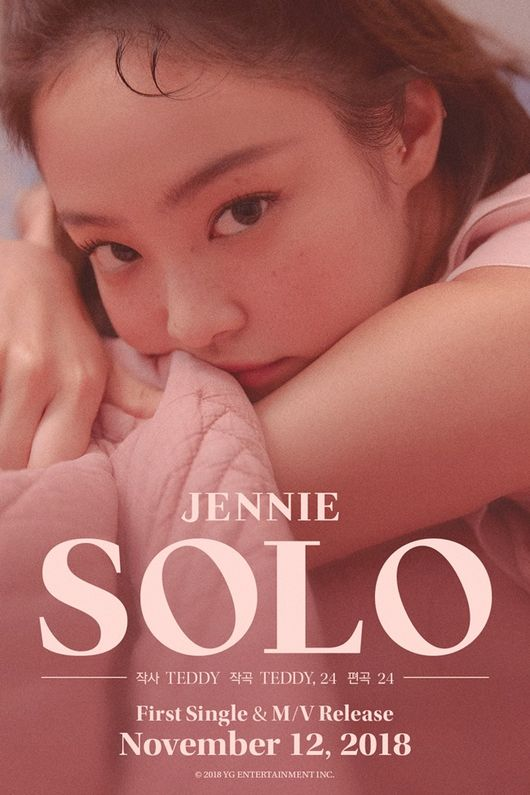 JENNIE
SOLO
작사 TEDDY 작곡 TEDDY, 24 편곡 24
First Single & M/V Release
November 12, 2018
© 2018 YG ENTERTAINMENT INC.